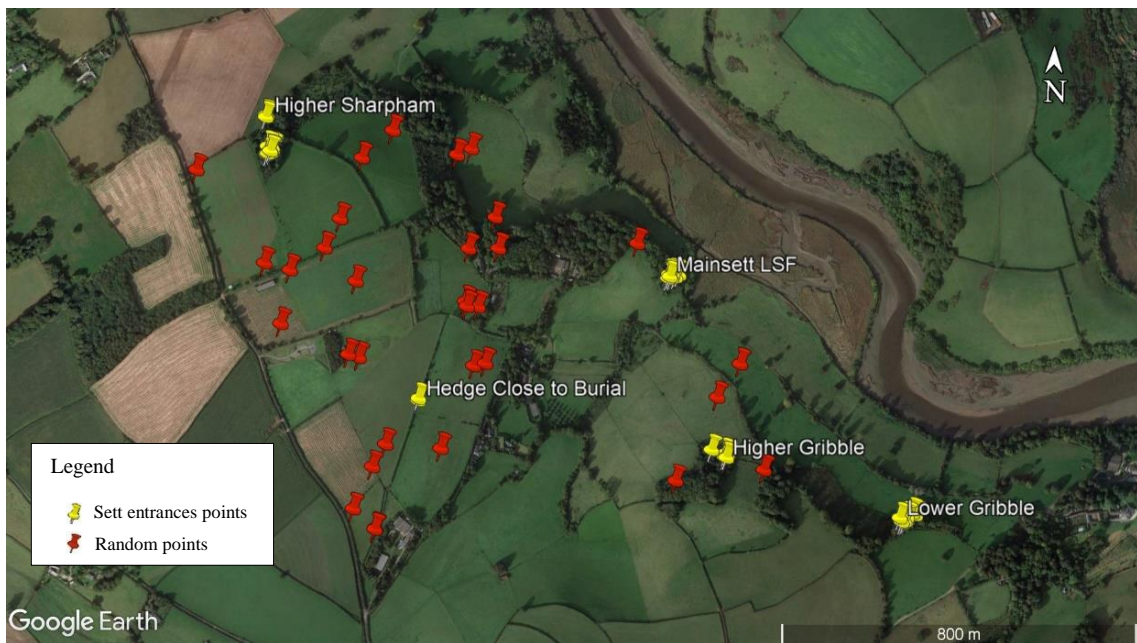 Higher Sharpham
N
Mainsett LSF
Hedge Close to Burial
Higher Gribble
Lower Gribble
Legend
Sett entrances points
Random points
Google Earth
800 m